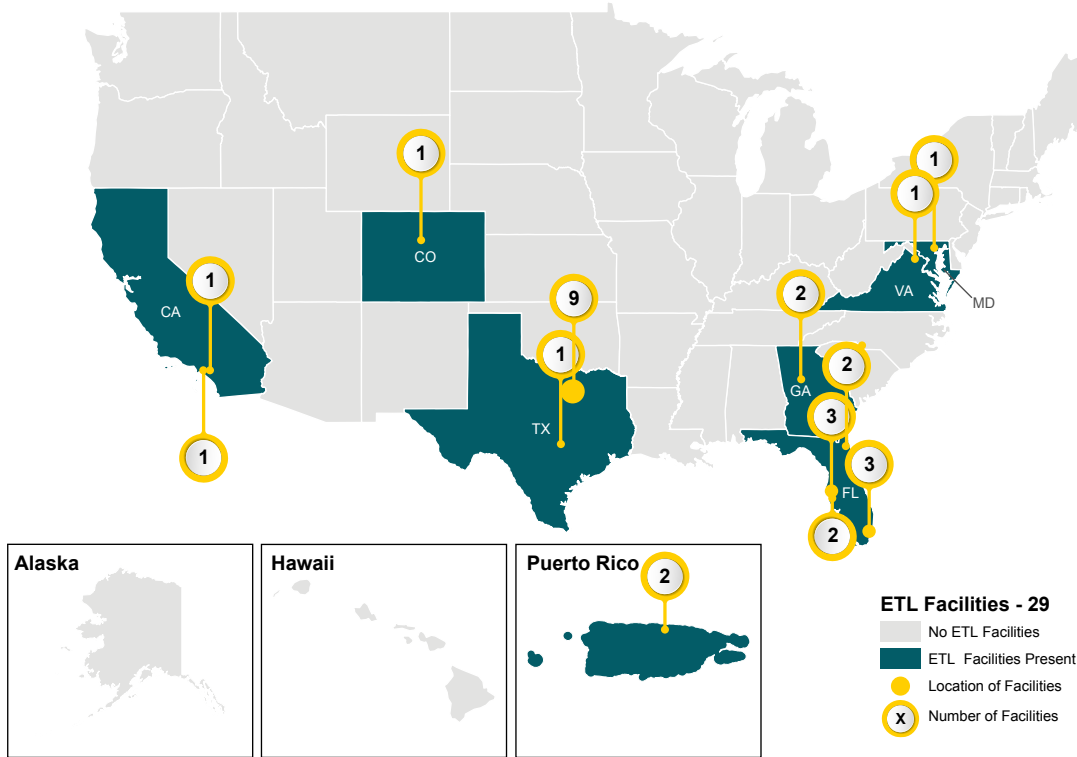 1
1
1
CO
1
CA
9
1
TX
1
2
VA
MD
2
GA
3
3
FL
2
Alaska
Hawaii
Puerto Rico
2
ETL Facilities - 29
No ETL Facilities
ETL Facilities Present
Location of Facilities
X
Number of Facilities